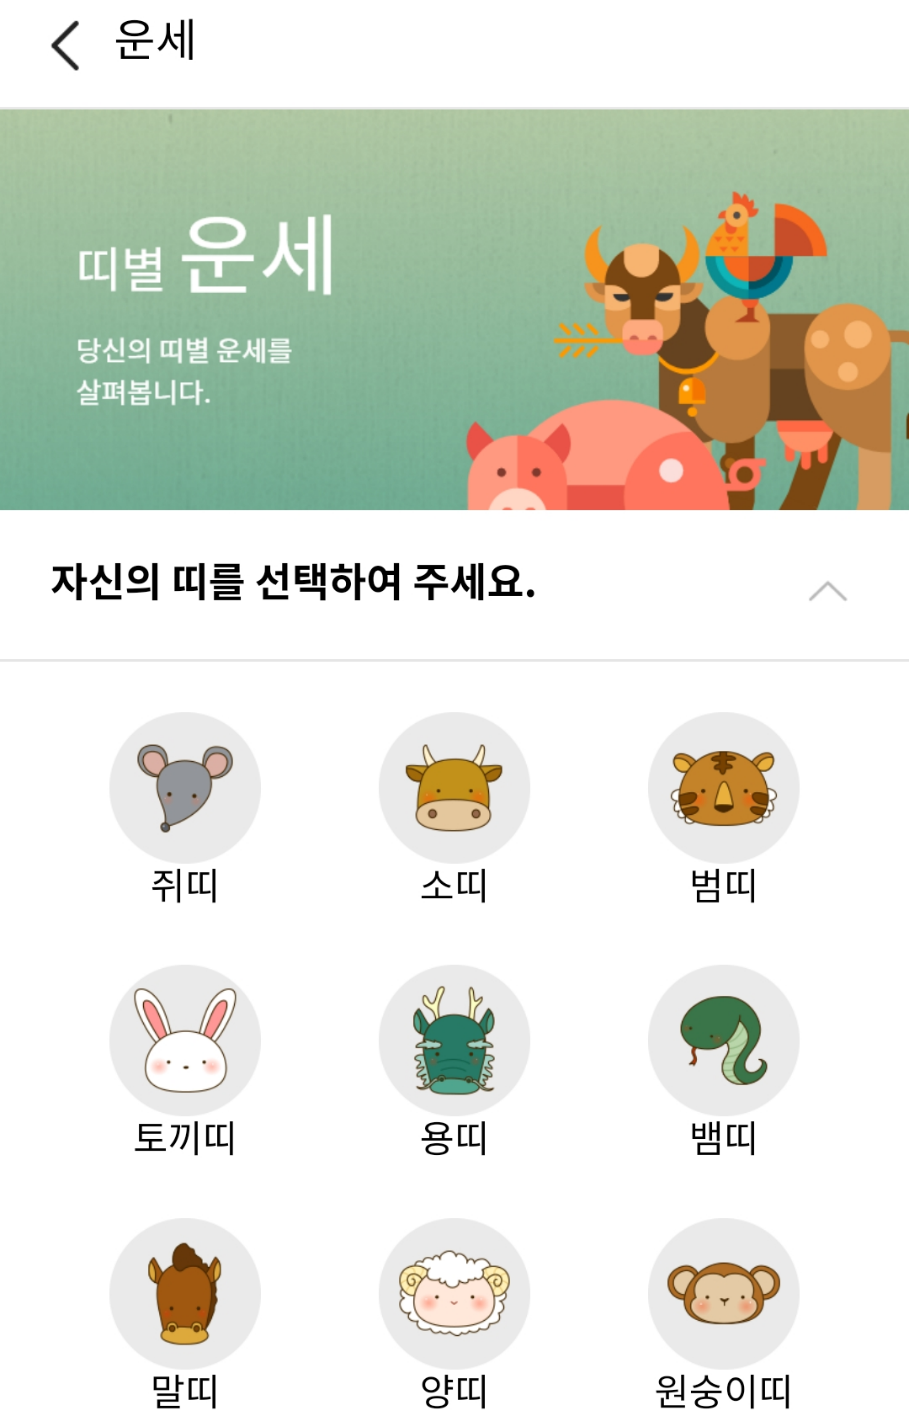 운세
띠별 운세
당신의 띠별 운세를
살펴봅니다.
자신의 띠를 선택하여 주세요.
쥐띠 소띠 범띠
토끼띠 용띠 뱀띠
말띠 양띠 원숭이띠